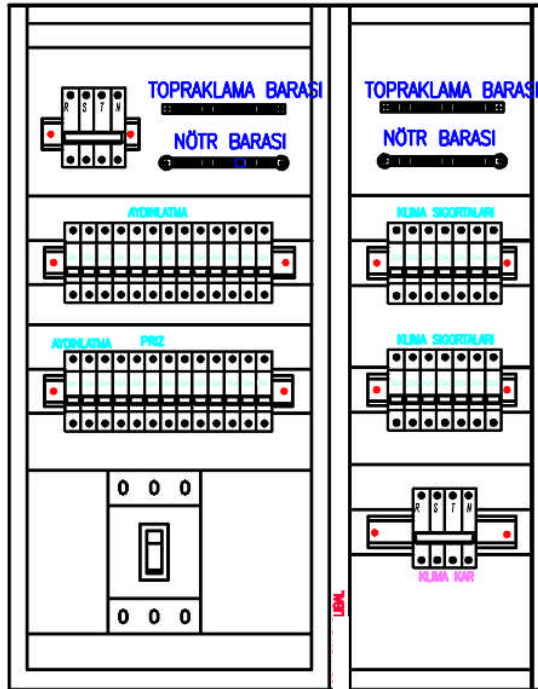 TOPRAKLAMA BARASI
R S T N
NÖTR BARASI
AYDINLATMA
AYDINLATMA PRIZ
0 0 0
0 0 0
TOPRAKLAMA BARASI
NÖTR BARASI
KLIMA SIGORTALARI
KLIMA SIGORTALARI
R S T N
KLIMA KAR